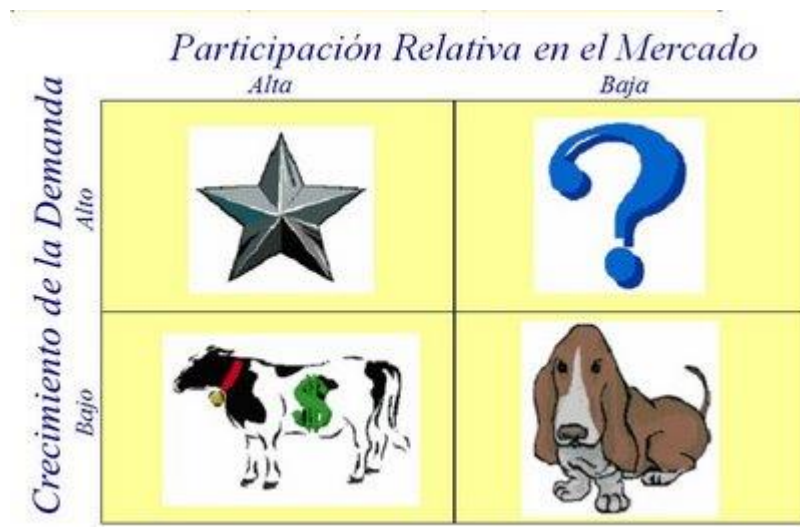 Participación Relativa en el Mercado
Alta
Baja
Crecimiento de la Demanda
Alto
Bajo
$